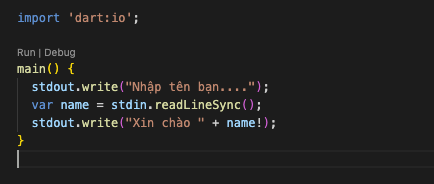 import 'dart:io';
Run | Debug
main() {
  stdout.write("Nhập tên bạn....");
  var name = stdin.readLineSync();
  stdout.write("Xin chào " + name!);
}